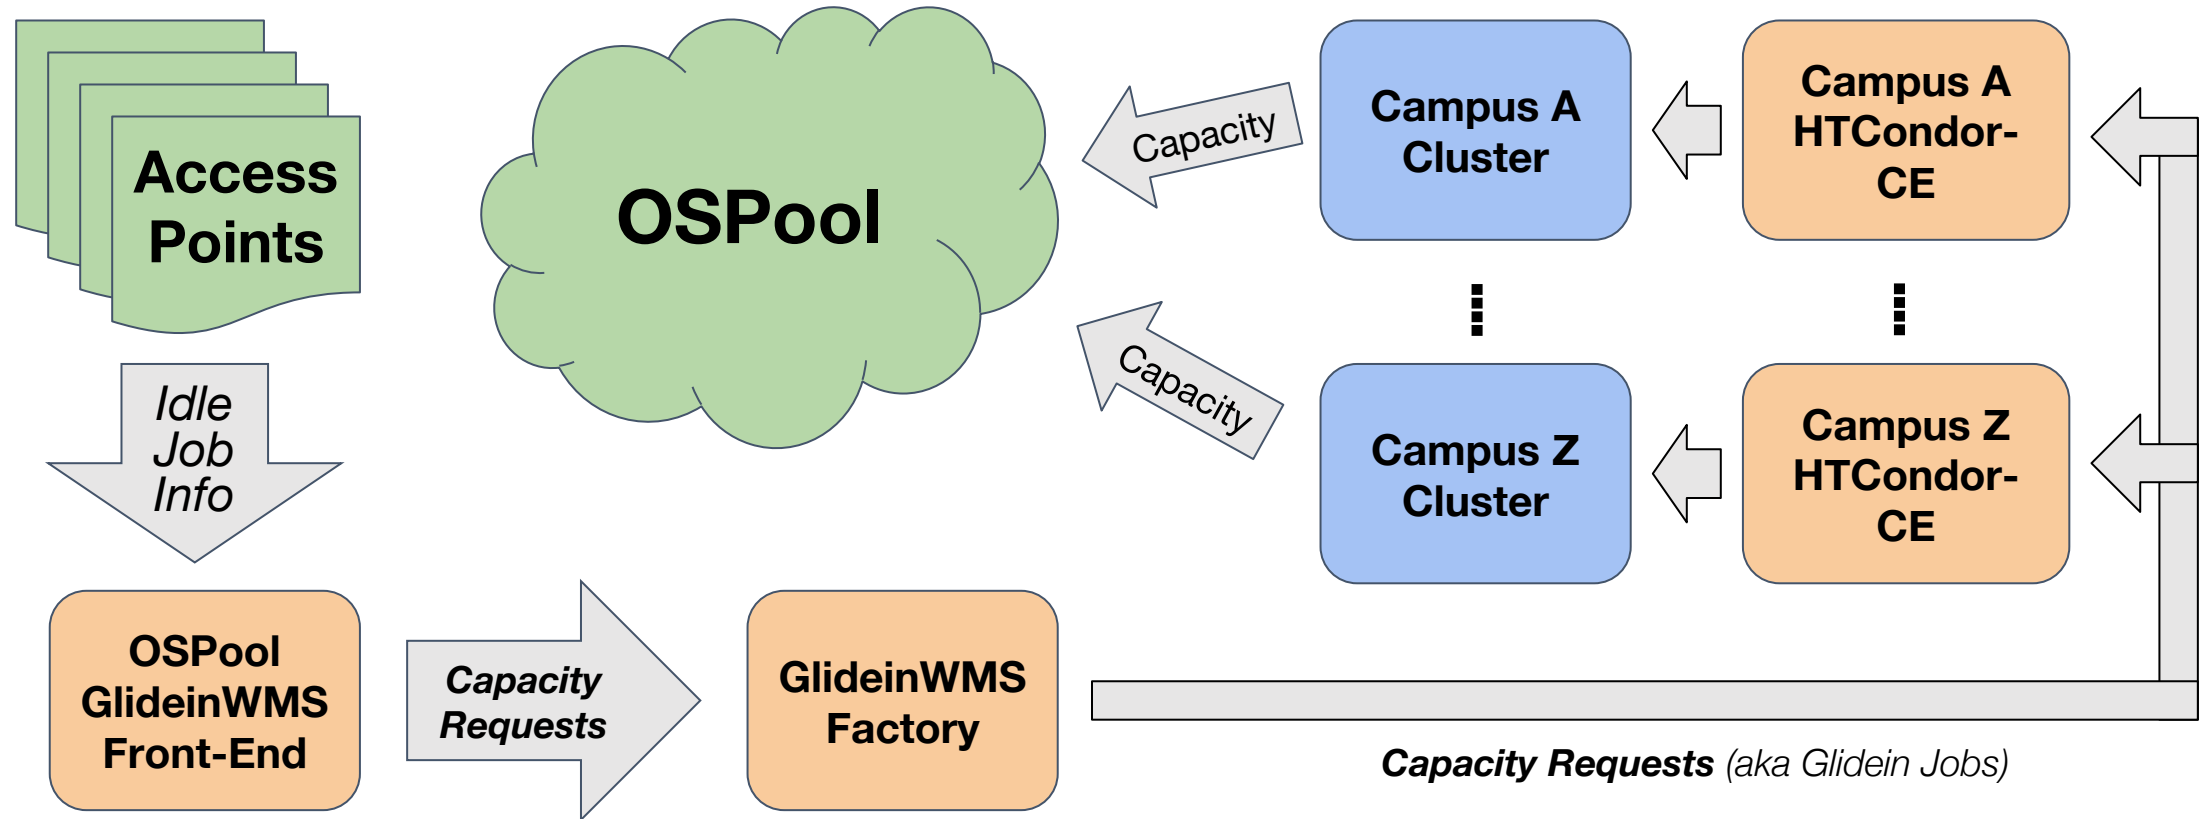 Access
Points
OSPool
Capacity
Campus A
Cluster
Campus A
HTCondor-
CE
Capacity
Campus Z
Cluster
Campus Z
HTCondor-
CE
Idle
Job
Info
OSPool
GlideinWMS
Front-End
Capacity
Requests
GlideinWMS
Factory
Capacity Requests (aka Glidein Jobs)